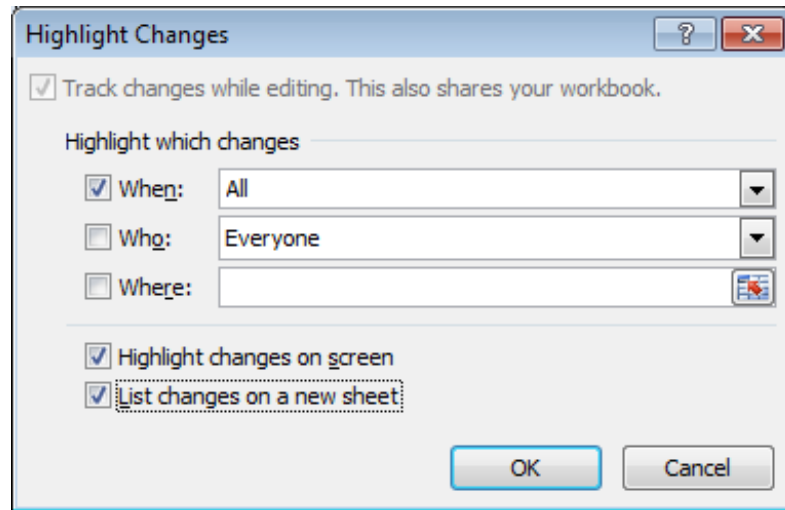 Highlight Changes
Track changes while editing. This also shares your workbook.
Highlight which changes
When: All
Who: Everyone
Where:
Highlight changes on screen
List changes on a new sheet
OK Cancel